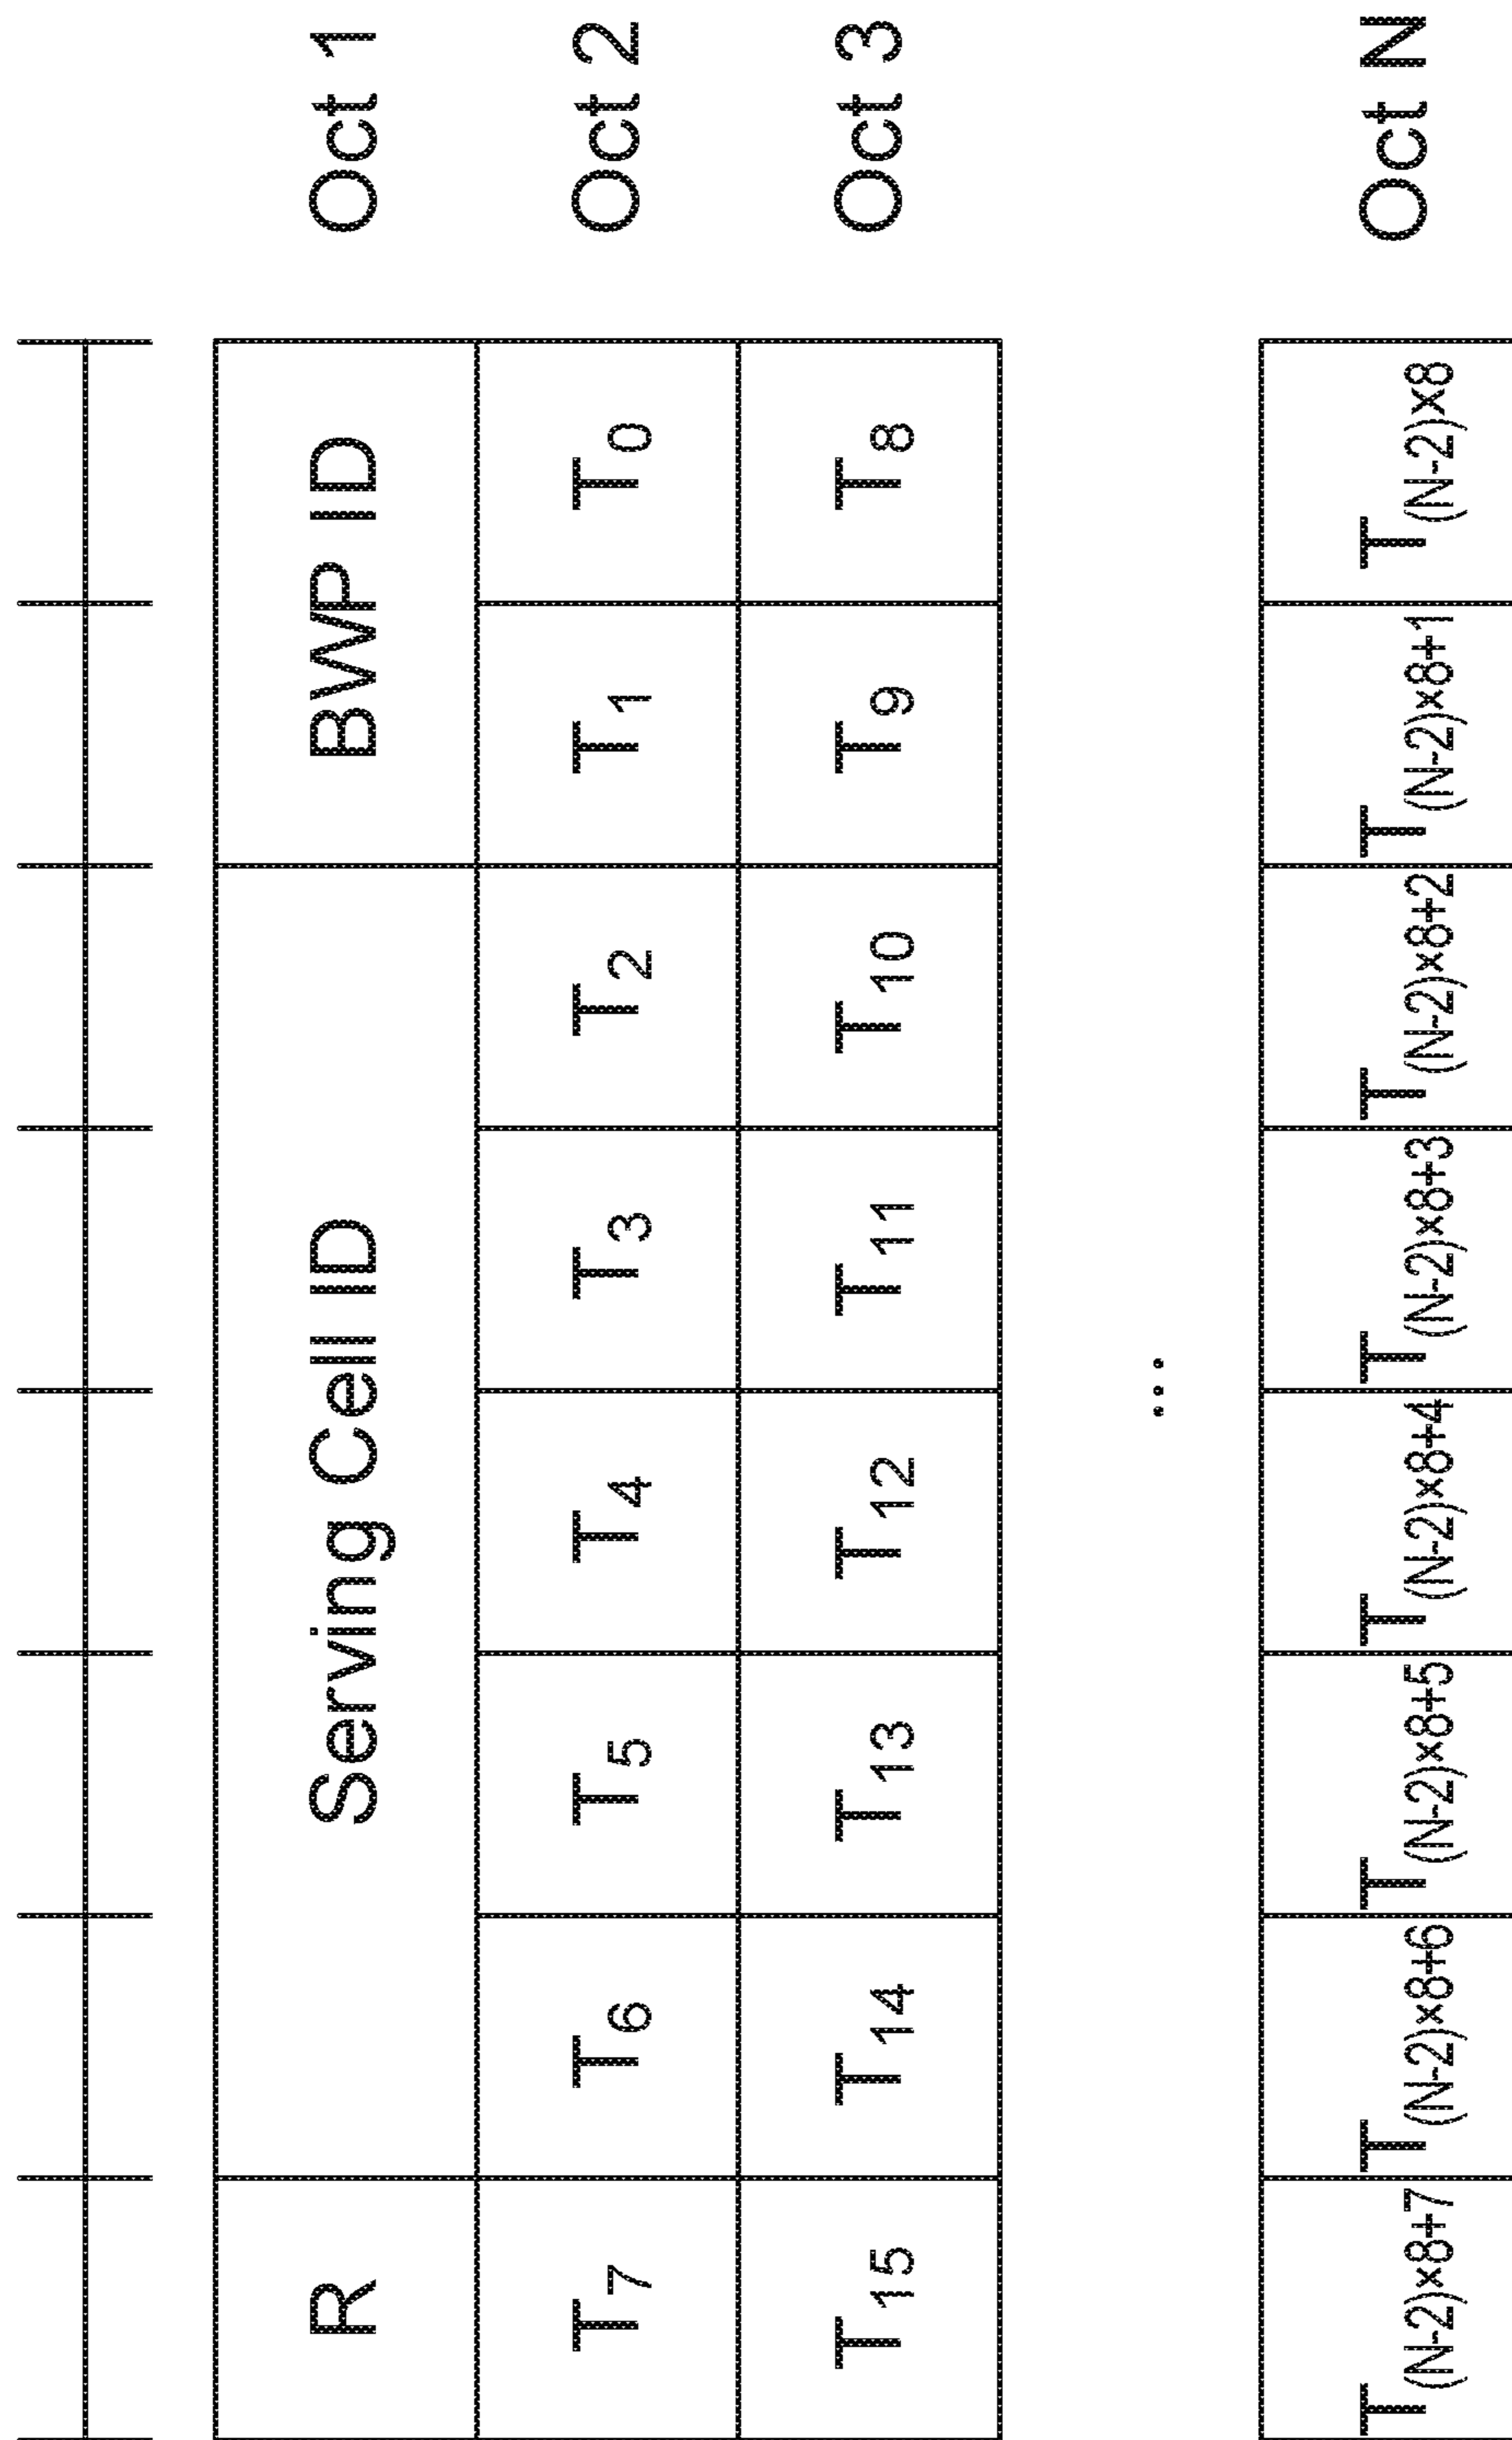 R Serving Cell ID BWP ID Oct 1
T7 T6 T5 T4 T3 T2 T1 T0 Oct 2
T15 T14 T13 T12 T11 T10 T9 T8 Oct 3
...
T(N-2)×8+7 T(N-2)×8+6 T(N-2)×8+5 T(N-2)×8+4 T(N-2)×8+3 T(N-2)×8+2 T(N-2)×8+1 T(N-2)×8 Oct N